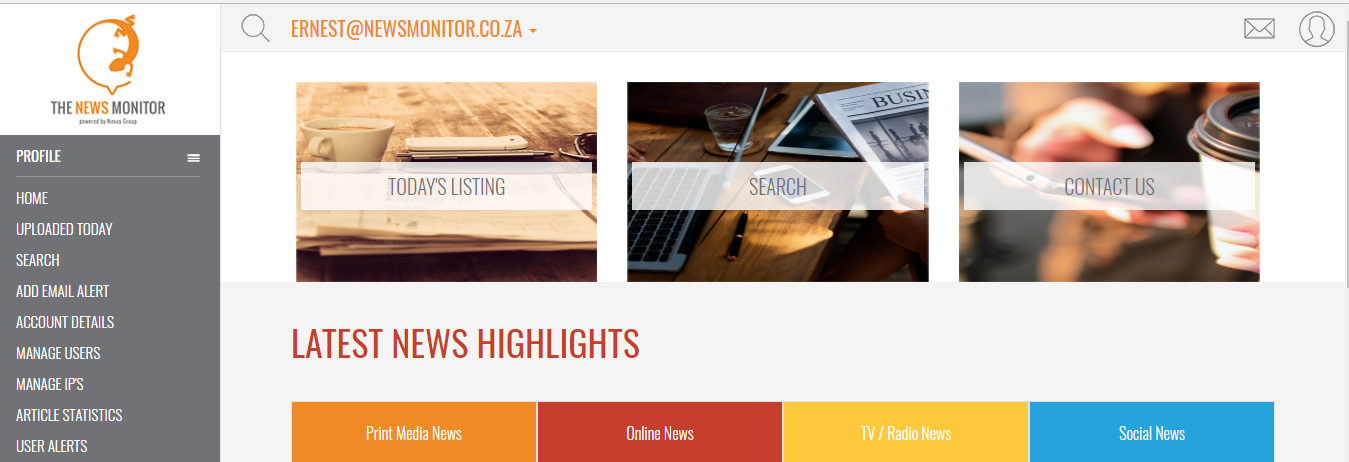 THE NEWS MONITOR
powered by Novus Group
PROFILE
HOME
UPLOADED TODAY
SEARCH
ADD EMAIL ALERT
ACCOUNT DETAILS
MANAGE USERS
MANAGE IP'S
ARTICLE STATISTICS
USER ALERTS
ERNEST@NEWSMONITOR.CO.ZA
BUSIN
TODAY'S LISTING
SEARCH
CONTACT US
LATEST NEWS HIGHLIGHTS
Print Media News
Online News
TV / Radio News
Social News